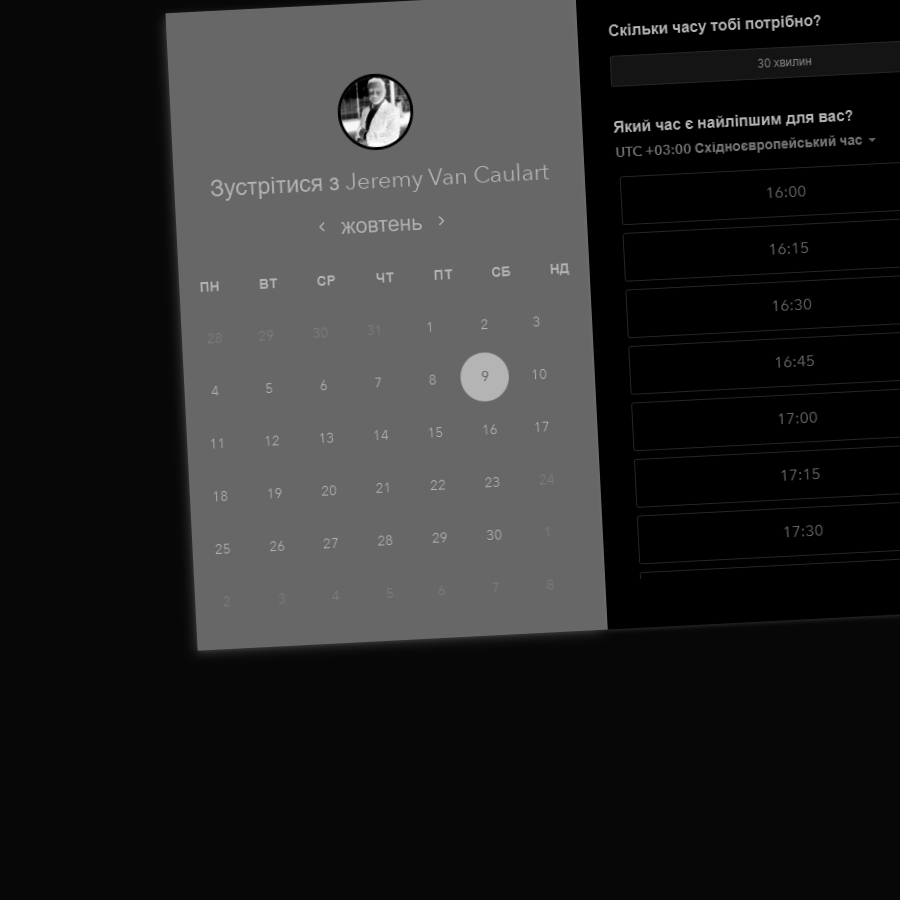 Зустрітися з Jeremy Van Caulart
жовтень
ПН ВТ СР ЧТ ПТ СБ НД
28 29 30 31 1 2 3
4 5 6 7 8 9 10
11 12 13 14 15 16 17
18 19 20 21 22 23 24
25 26 27 28 29 30 1
2 3 4 5 6 7 8
Скільки часу тобі потрібно?
30 хвилин
Який час є найліпшим для вас?
UTC +03:00 Східноєвропейський час
16:00
16:15
16:30
16:45
17:00
17:15
17:30